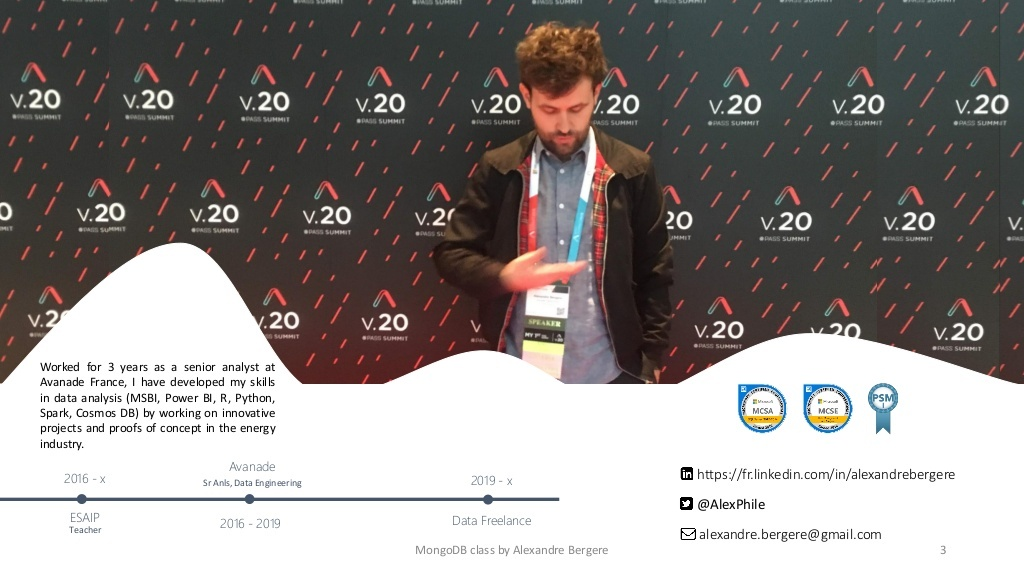 V.20
PASS SUMMIT
SPEAKER
Worked for 3 years as a senior analyst at
Avanade France, I have developed my skills
in data analysis (MSBI, Power BI, R, Python,
Spark, Cosmos DB) by working on innovative
projects and proofs of concept in the energy
industry.
Microsoft
MCSA
Microsoft
MCSE
PSM
I
2016 - x
Avanade
Sr Anls, Data Engineering
2019 - x
ESAIP
Teacher
2016 - 2019
Data Freelance
https://fr.linkedin.com/in/alexandrebergere
@AlexPhile
alexandre.bergere@gmail.com
MongoDB class by Alexandre Bergere
3